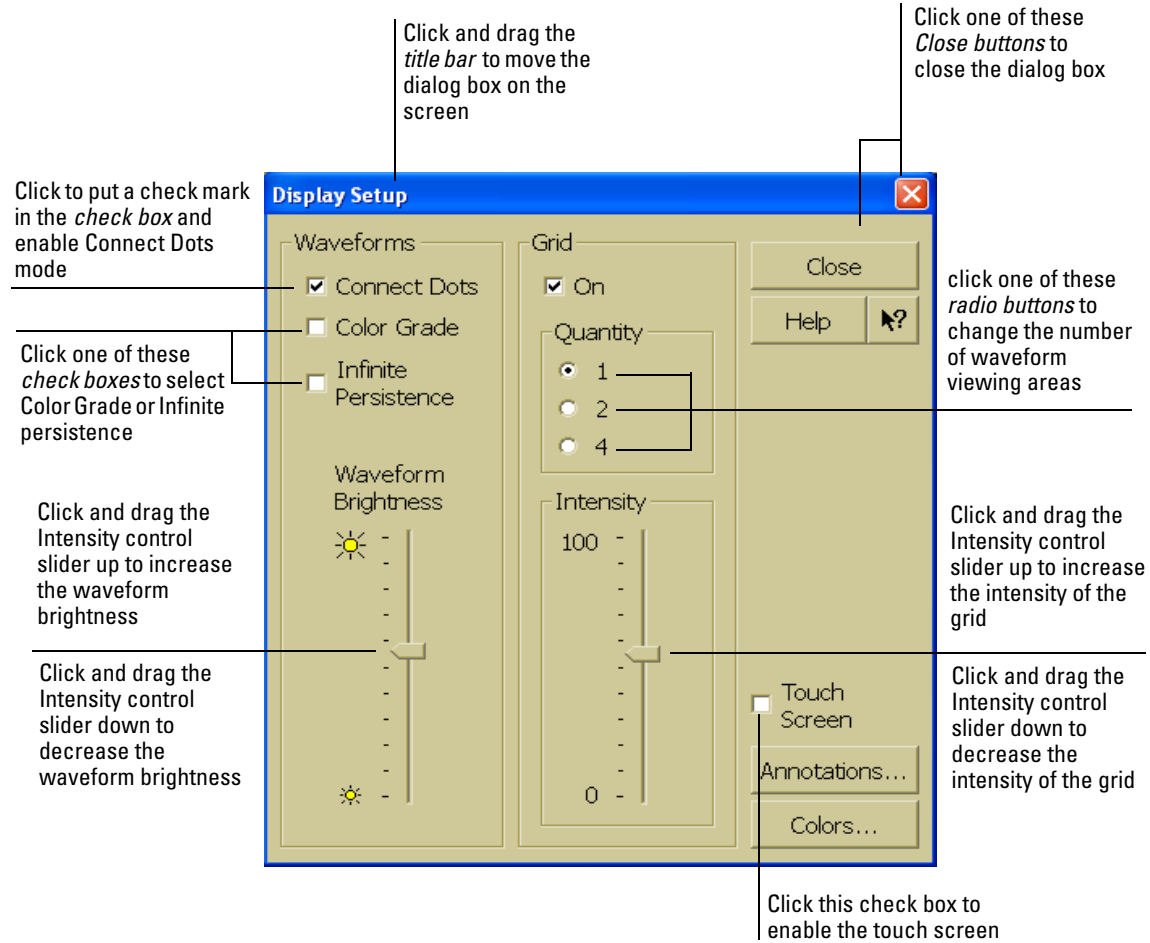 Click and drag the
title bar to move the
dialog box on the
screen
Click one of these
Close buttons to
close the dialog box
Click to put a check mark
in the check box and
enable Connect Dots
mode
Click one of these
check boxes to select
Color Grade or Infinite
persistence
Click and drag the
Intensity control
slider up to increase
the waveform
brightness
Click and drag the
Intensity control
slider down to
decrease the
waveform brightness
Display Setup
Waveforms
Connect Dots
Color Grade
Infinite
Persistence
Waveform
Brightness
Grid
On
Quantity
1
2
4
Intensity
100
0
Close
Help
?
Touch
Screen
Annotations...
Colors...
click one of these
radio buttons to
change the number
of waveform
viewing areas
Click and drag the
Intensity control
slider up to increase
the intensity of the
grid
Click and drag the
Intensity control
slider down to
decrease the
intensity of the grid
Click this check box to
enable the touch screen